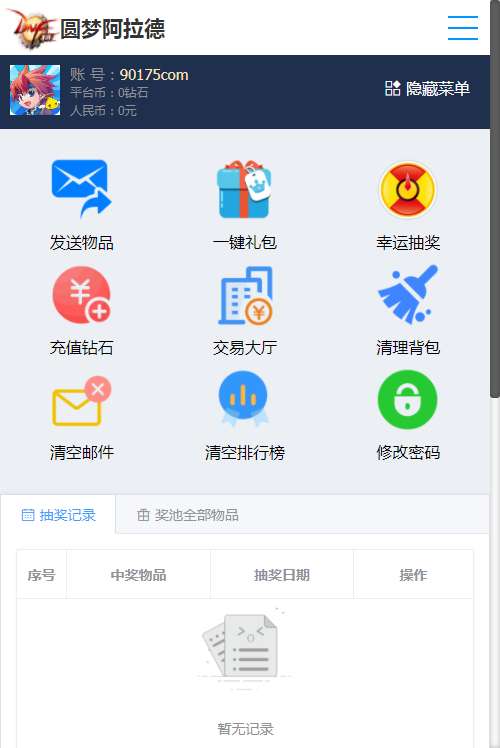 圆梦阿拉德
账 号：90175com
平台币：0钻石
人民币：0元
隐藏菜单
发送物品 一键礼包 幸运抽奖
充值钻石 交易大厅 清理背包
清空邮件 清空排行榜 修改密码
抽奖记录 奖池全部物品
序号 中奖物品 抽奖日期 操作
暂无记录